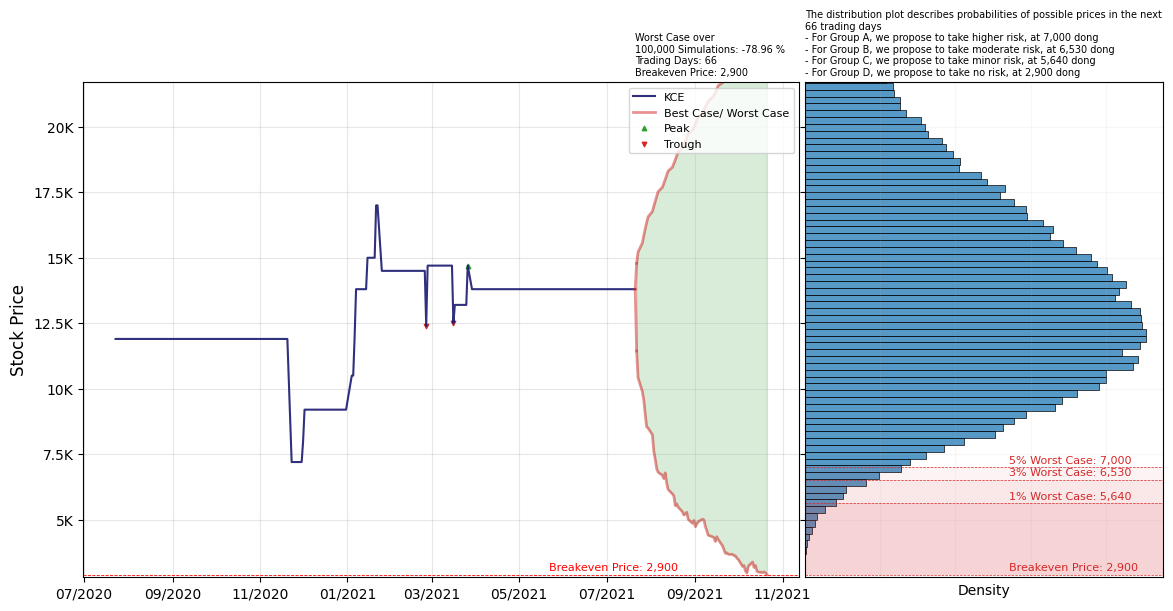 The distribution plot describes probabilities of possible prices in the next
66 trading days
- For Group A, we propose to take higher risk, at 7,000 dong
- For Group B, we propose to take moderate risk, at 6,530 dong
- For Group C, we propose to take minor risk, at 5,640 dong
- For Group D, we propose to take no risk, at 2,900 dong
Worst Case over
100,000 Simulations: -78.96 %
Trading Days: 66
Breakeven Price: 2,900
KCE
Best Case/ Worst Case
Peak
Trough
Stock Price
20K
17.5K
15K
12.5K
10K
7.5K
5K
Breakeven Price: 2,900
07/2020 09/2020 11/2020 01/2021 03/2021 05/2021 07/2021 09/2021 11/2021
5% Worst Case: 7,000
3% Worst Case: 6,530
1% Worst Case: 5,640
Breakeven Price: 2,900
Density